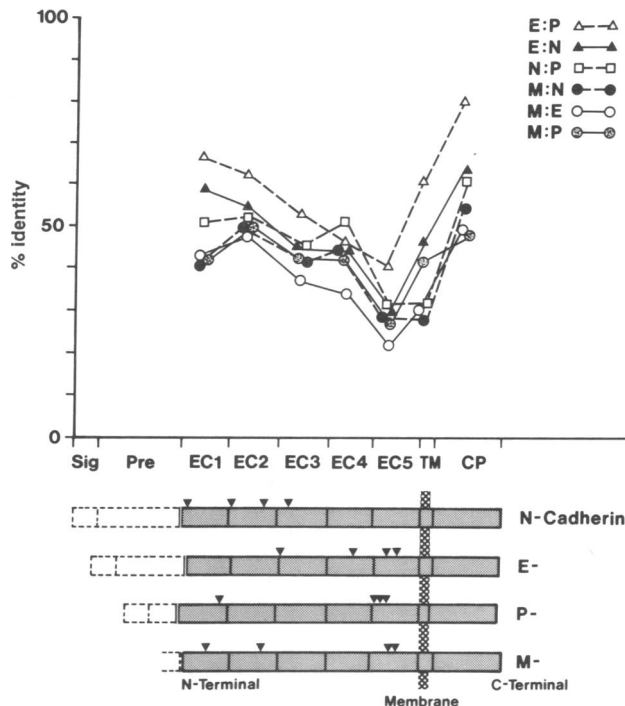 100
50
0
% identity
E:P
E:N
N:P
M:N
M:E
M:P
Sig Pre EC1 EC2 EC3 EC4 EC5 TM CP
N-Cadherin
E-
P-
M-
N-Terminal
C-Terminal
Membrane